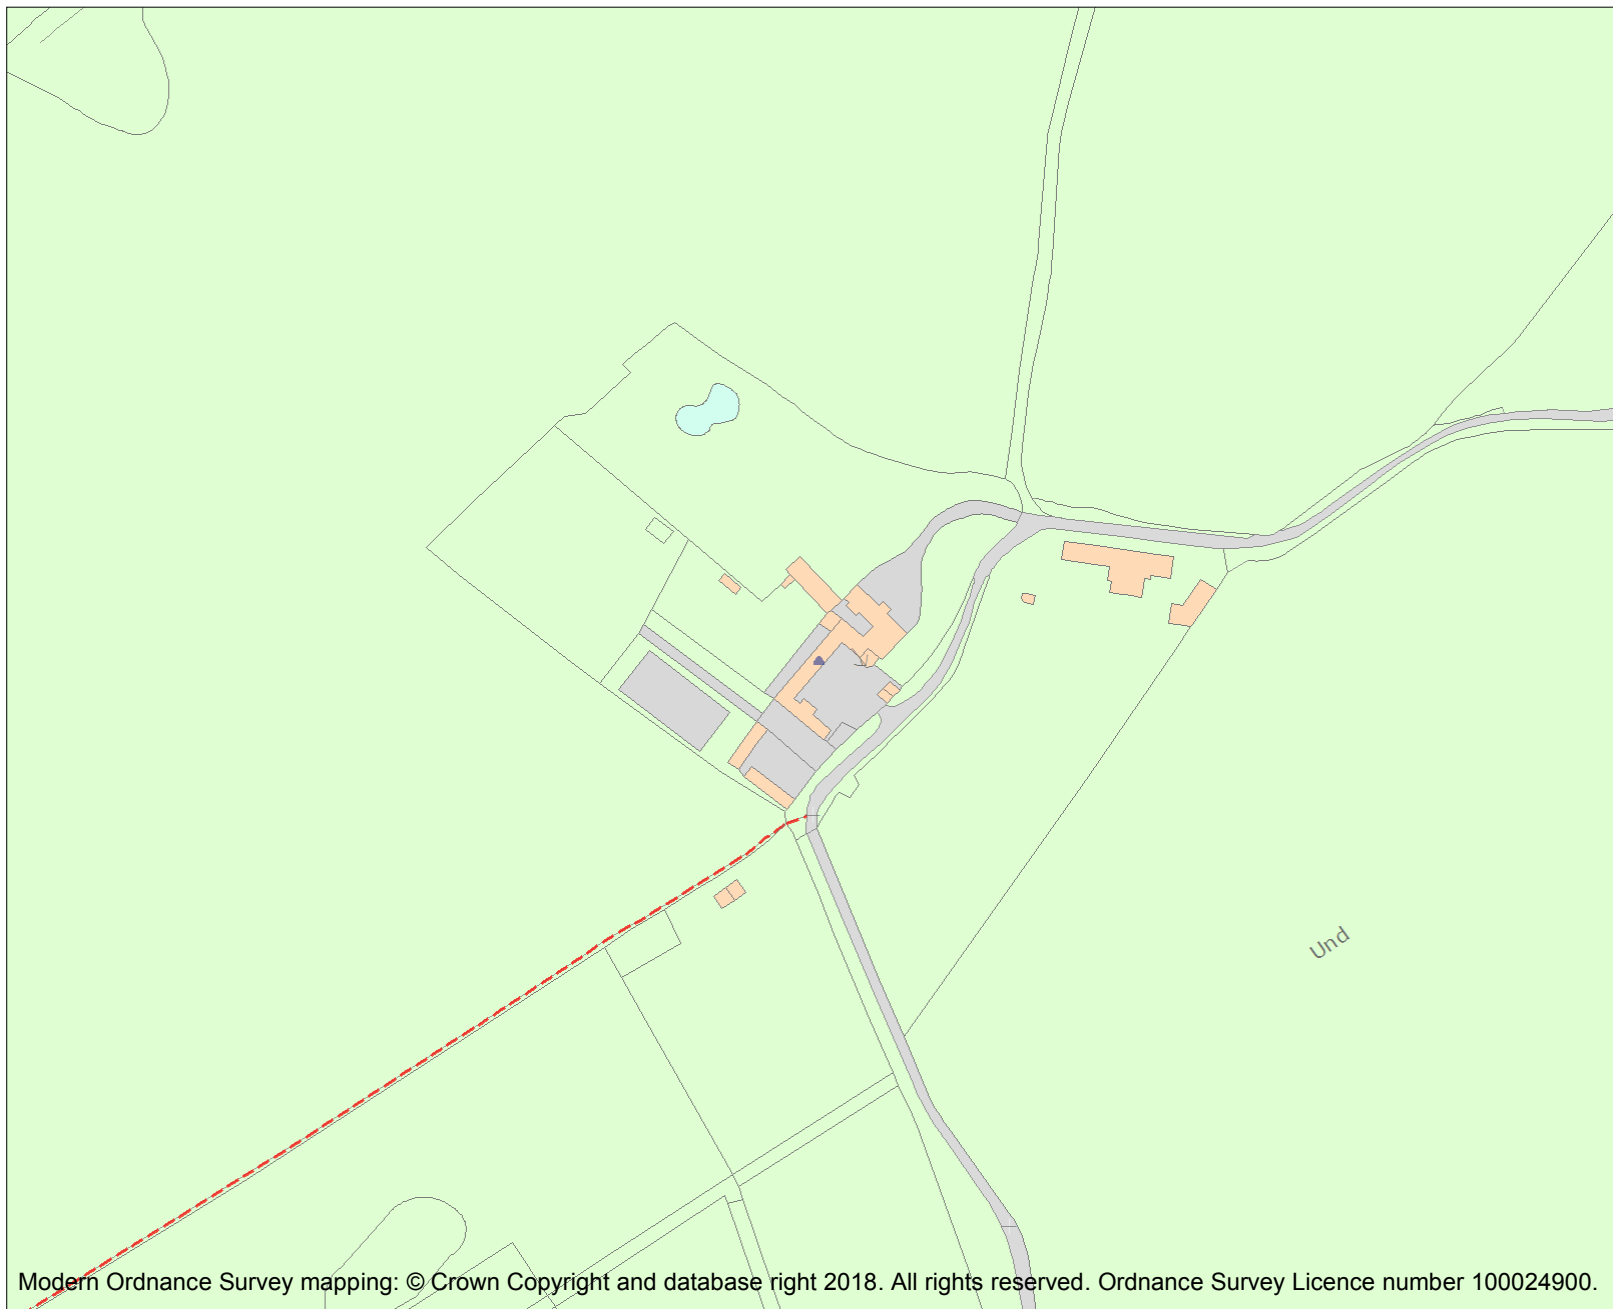 Und
Modern Ordnance Survey mapping: © Crown Copyright and database right 2018. All rights reserved. Ordnance Survey Licence number 100024900.